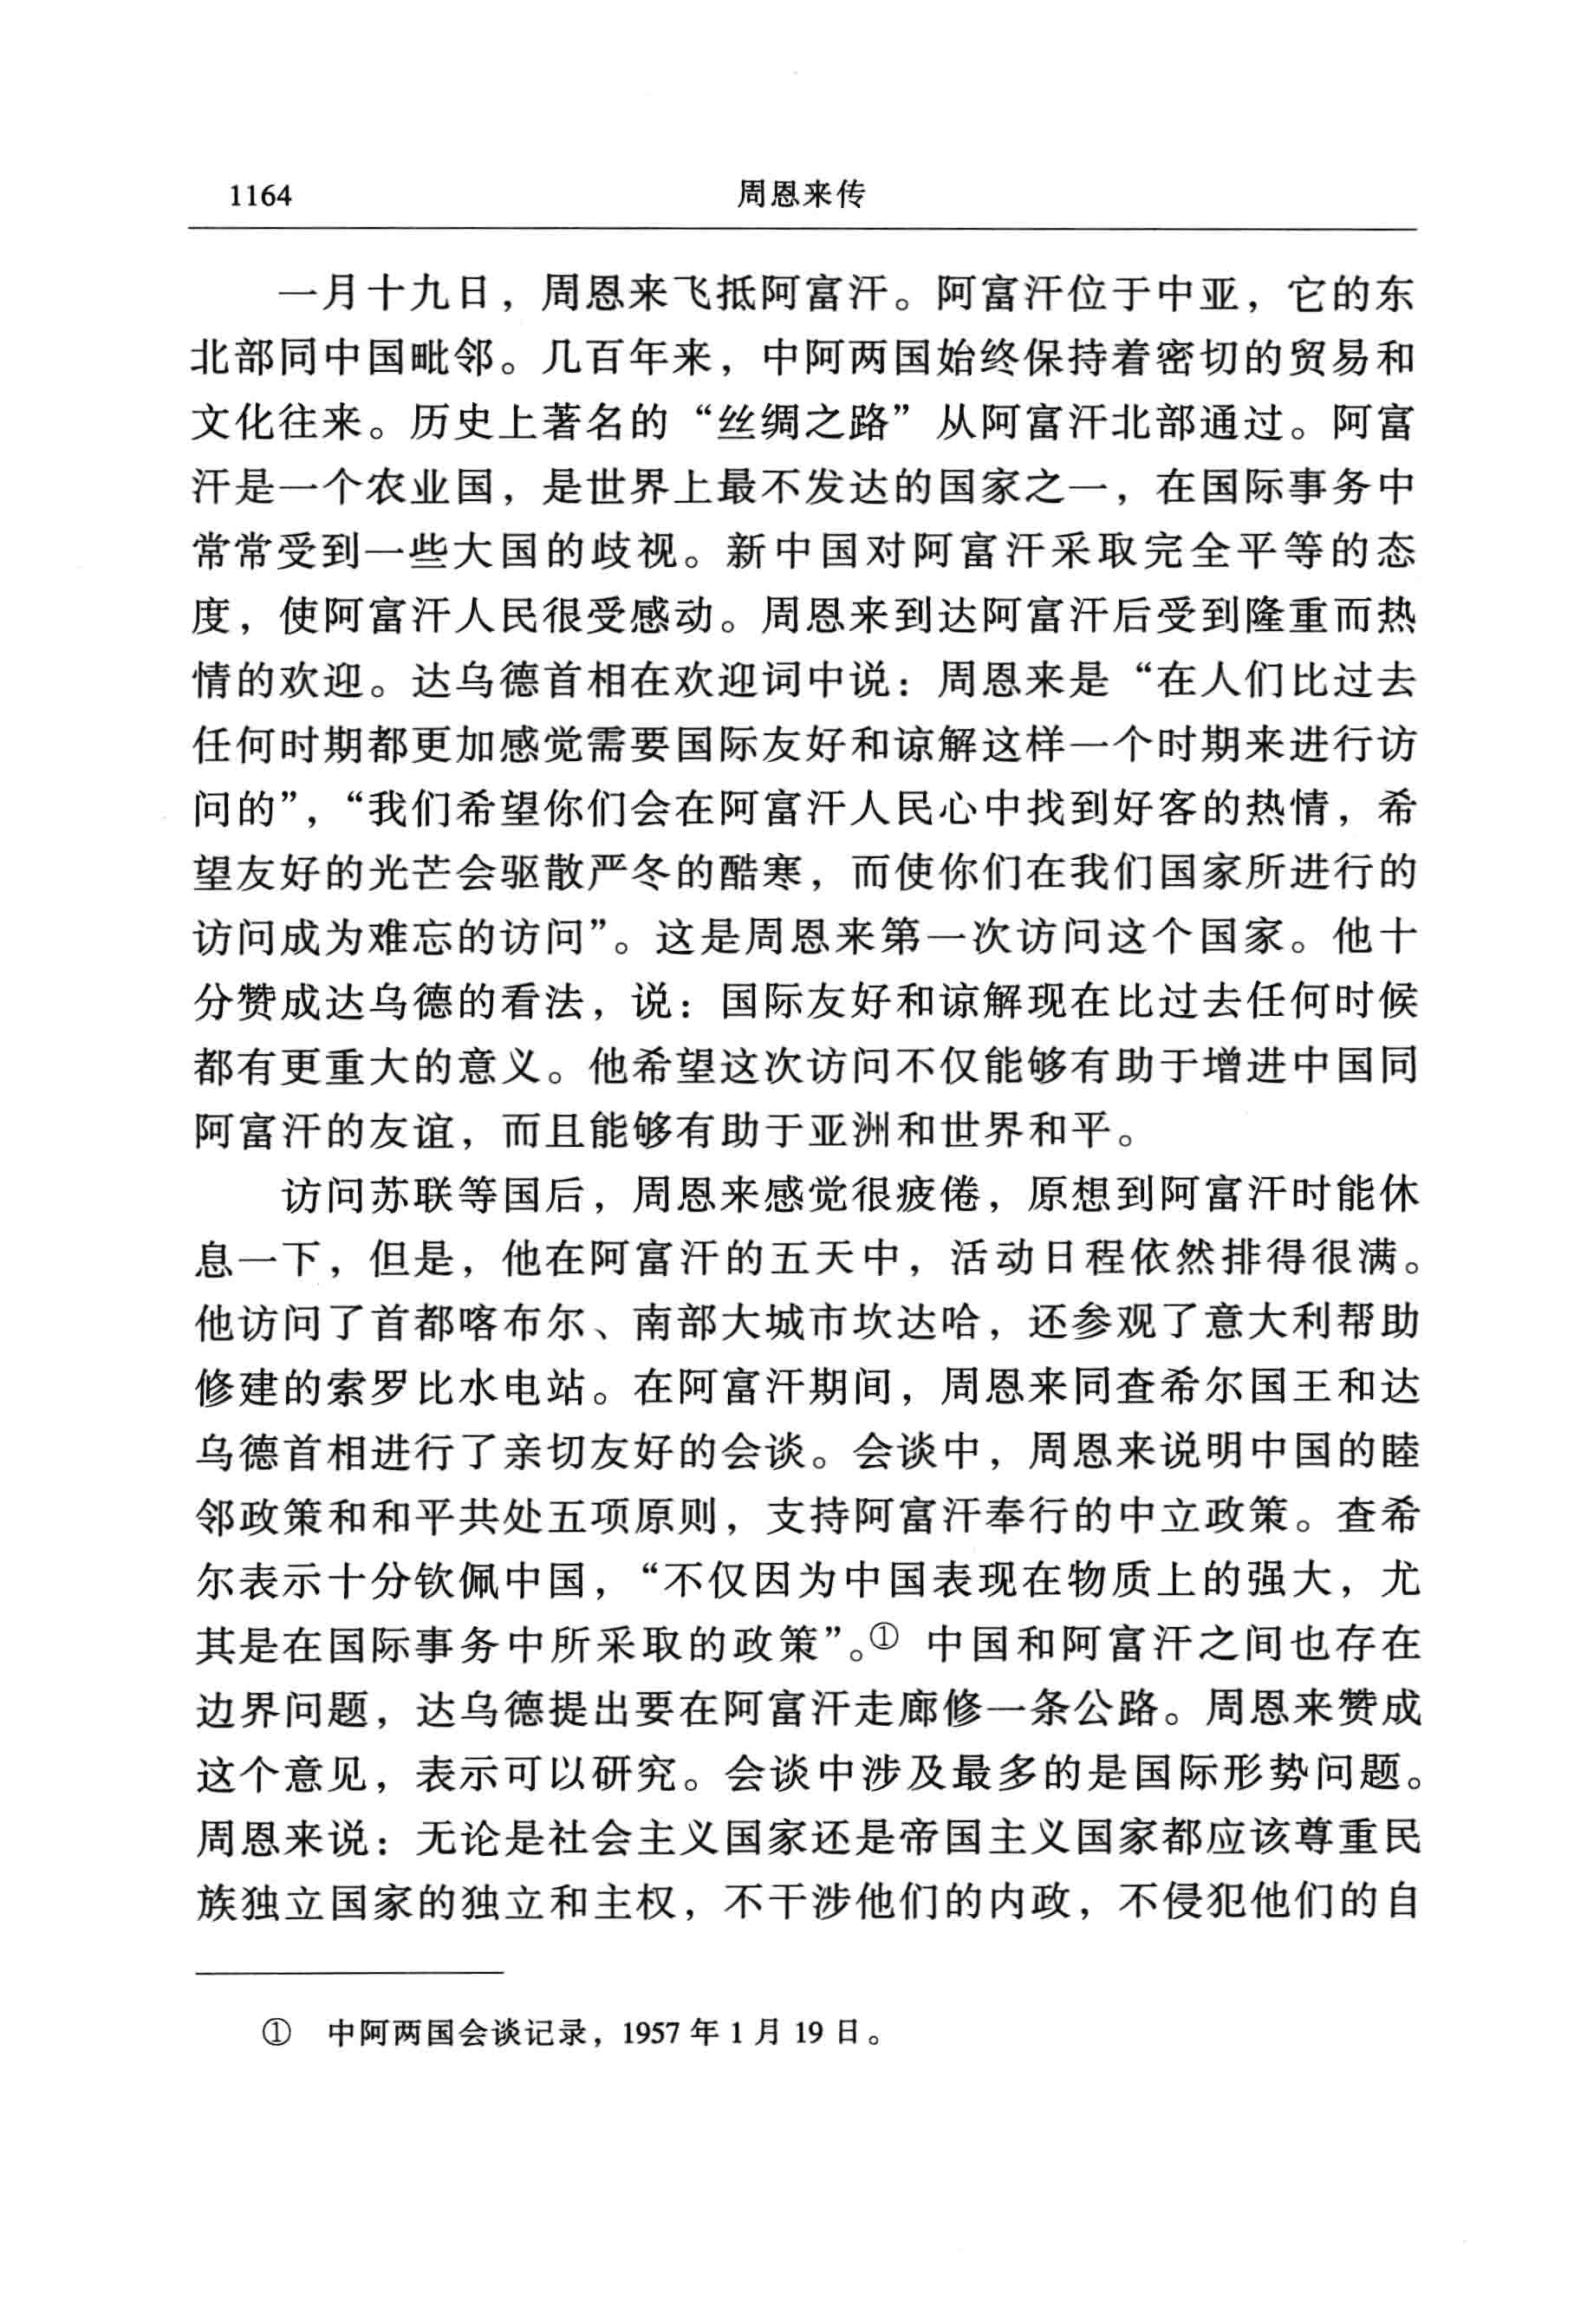 1164 周恩来传
一月十九日，周恩来飞抵阿富汗。阿富汗位于中亚，它的东
北部同中国毗邻。几百年来，中阿两国始终保持着密切的贸易和
文化往来。历史上著名的“丝绸之路”从阿富汗北部通过。阿富
汗是一个农业国，是世界上最不发达的国家之一，在国际事务中
常常受到一些大国的歧视。新中国对阿富汗采取完全平等的态
度，使阿富汗人民很受感动。周恩来到达阿富汗后受到隆重而热
情的欢迎。达乌德首相在欢迎词中说：周恩来是“在人们比过去
任何时期都更加感觉需要国际友好和谅解这样一个时期来进行访
问的”，“我们希望你们会在阿富汗人民心中找到好客的热情，希
望友好的光芒会驱散严冬的酷寒，而使你们在我们国家所进行的
访问成为难忘的访问”。这是周恩来第一次访问这个国家。他十
分赞成达乌德的看法，说：国际友好和谅解现在比过去任何时候
都有更重大的意义。他希望这次访问不仅能够有助于增进中国同
阿富汗的友谊，而且能够有助于亚洲和世界和平。
访问苏联等国后，周恩来感觉很疲倦，原想到阿富汗时能休
息一下，但是，他在阿富汗的五天中，活动日程依然排得很满。
他访问了首都喀布尔、南部大城市坎达哈，还参观了意大利帮助
修建的索罗比水电站。在阿富汗期间，周恩来同查希尔国王和达
乌德首相进行了亲切友好的会谈。会谈中，周恩来说明中国的睦
邻政策和和平共处五项原则，支持阿富汗奉行的中立政策。查希
尔表示十分钦佩中国，“不仅因为中国表现在物质上的强大，尤
其是在国际事务中所采取的政策”。① 中国和阿富汗之间也存在
边界问题，达乌德提出要在阿富汗走廊修一条公路。周恩来赞成
这个意见，表示可以研究。会谈中涉及最多的是国际形势问题。
周恩来说：无论是社会主义国家还是帝国主义国家都应该尊重民
族独立国家的独立和主权，不干涉他们的内政，不侵犯他们的自
① 中阿两国会谈记录，1957 年 1 月 19 日。